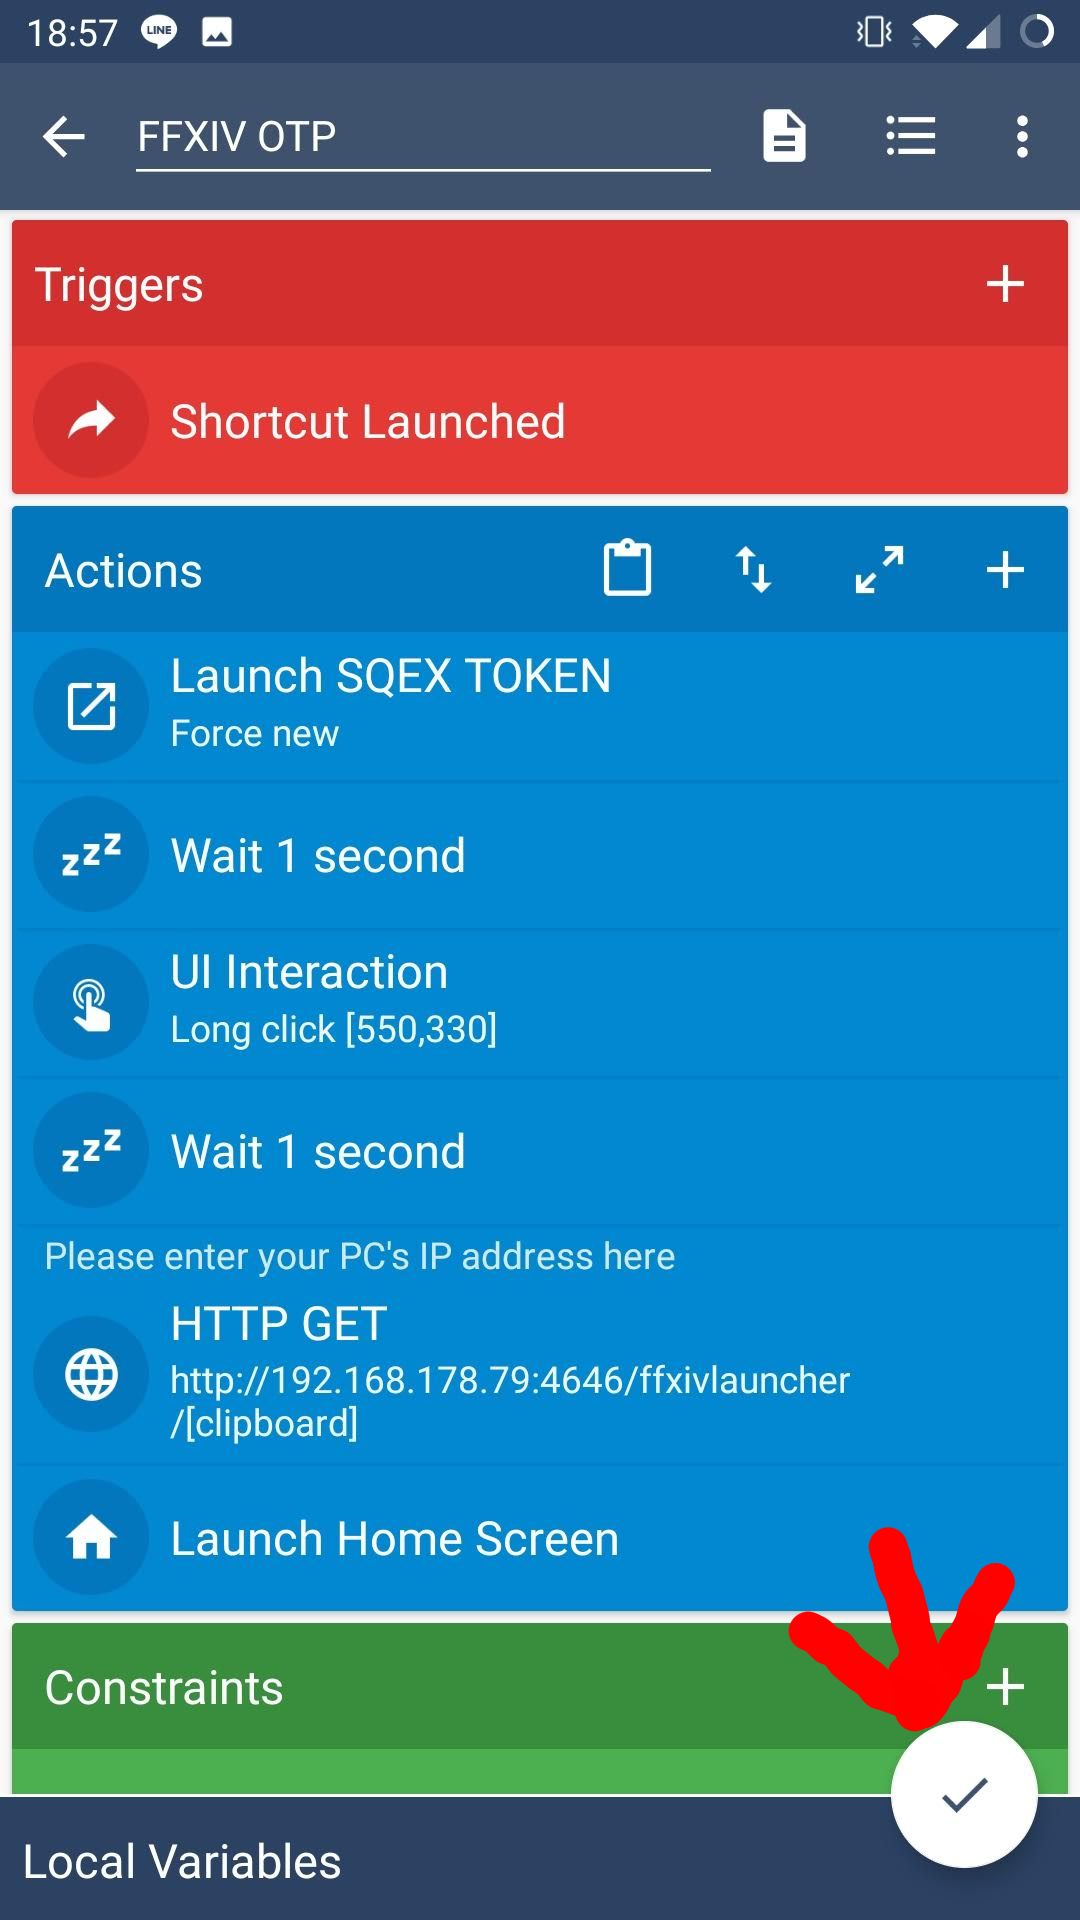 18:57
LINE
FFXIV OTP
Triggers
Shortcut Launched
Actions
Launch SQEX TOKEN
Force new
zzz
Wait 1 second
UI Interaction
Long click [550,330]
zzz
Wait 1 second
Please enter your PC's IP address here
HTTP GET
http://192.168.178.79:4646/ffxivlauncher
/[clipboard]
Launch Home Screen
Constraints
Local Variables